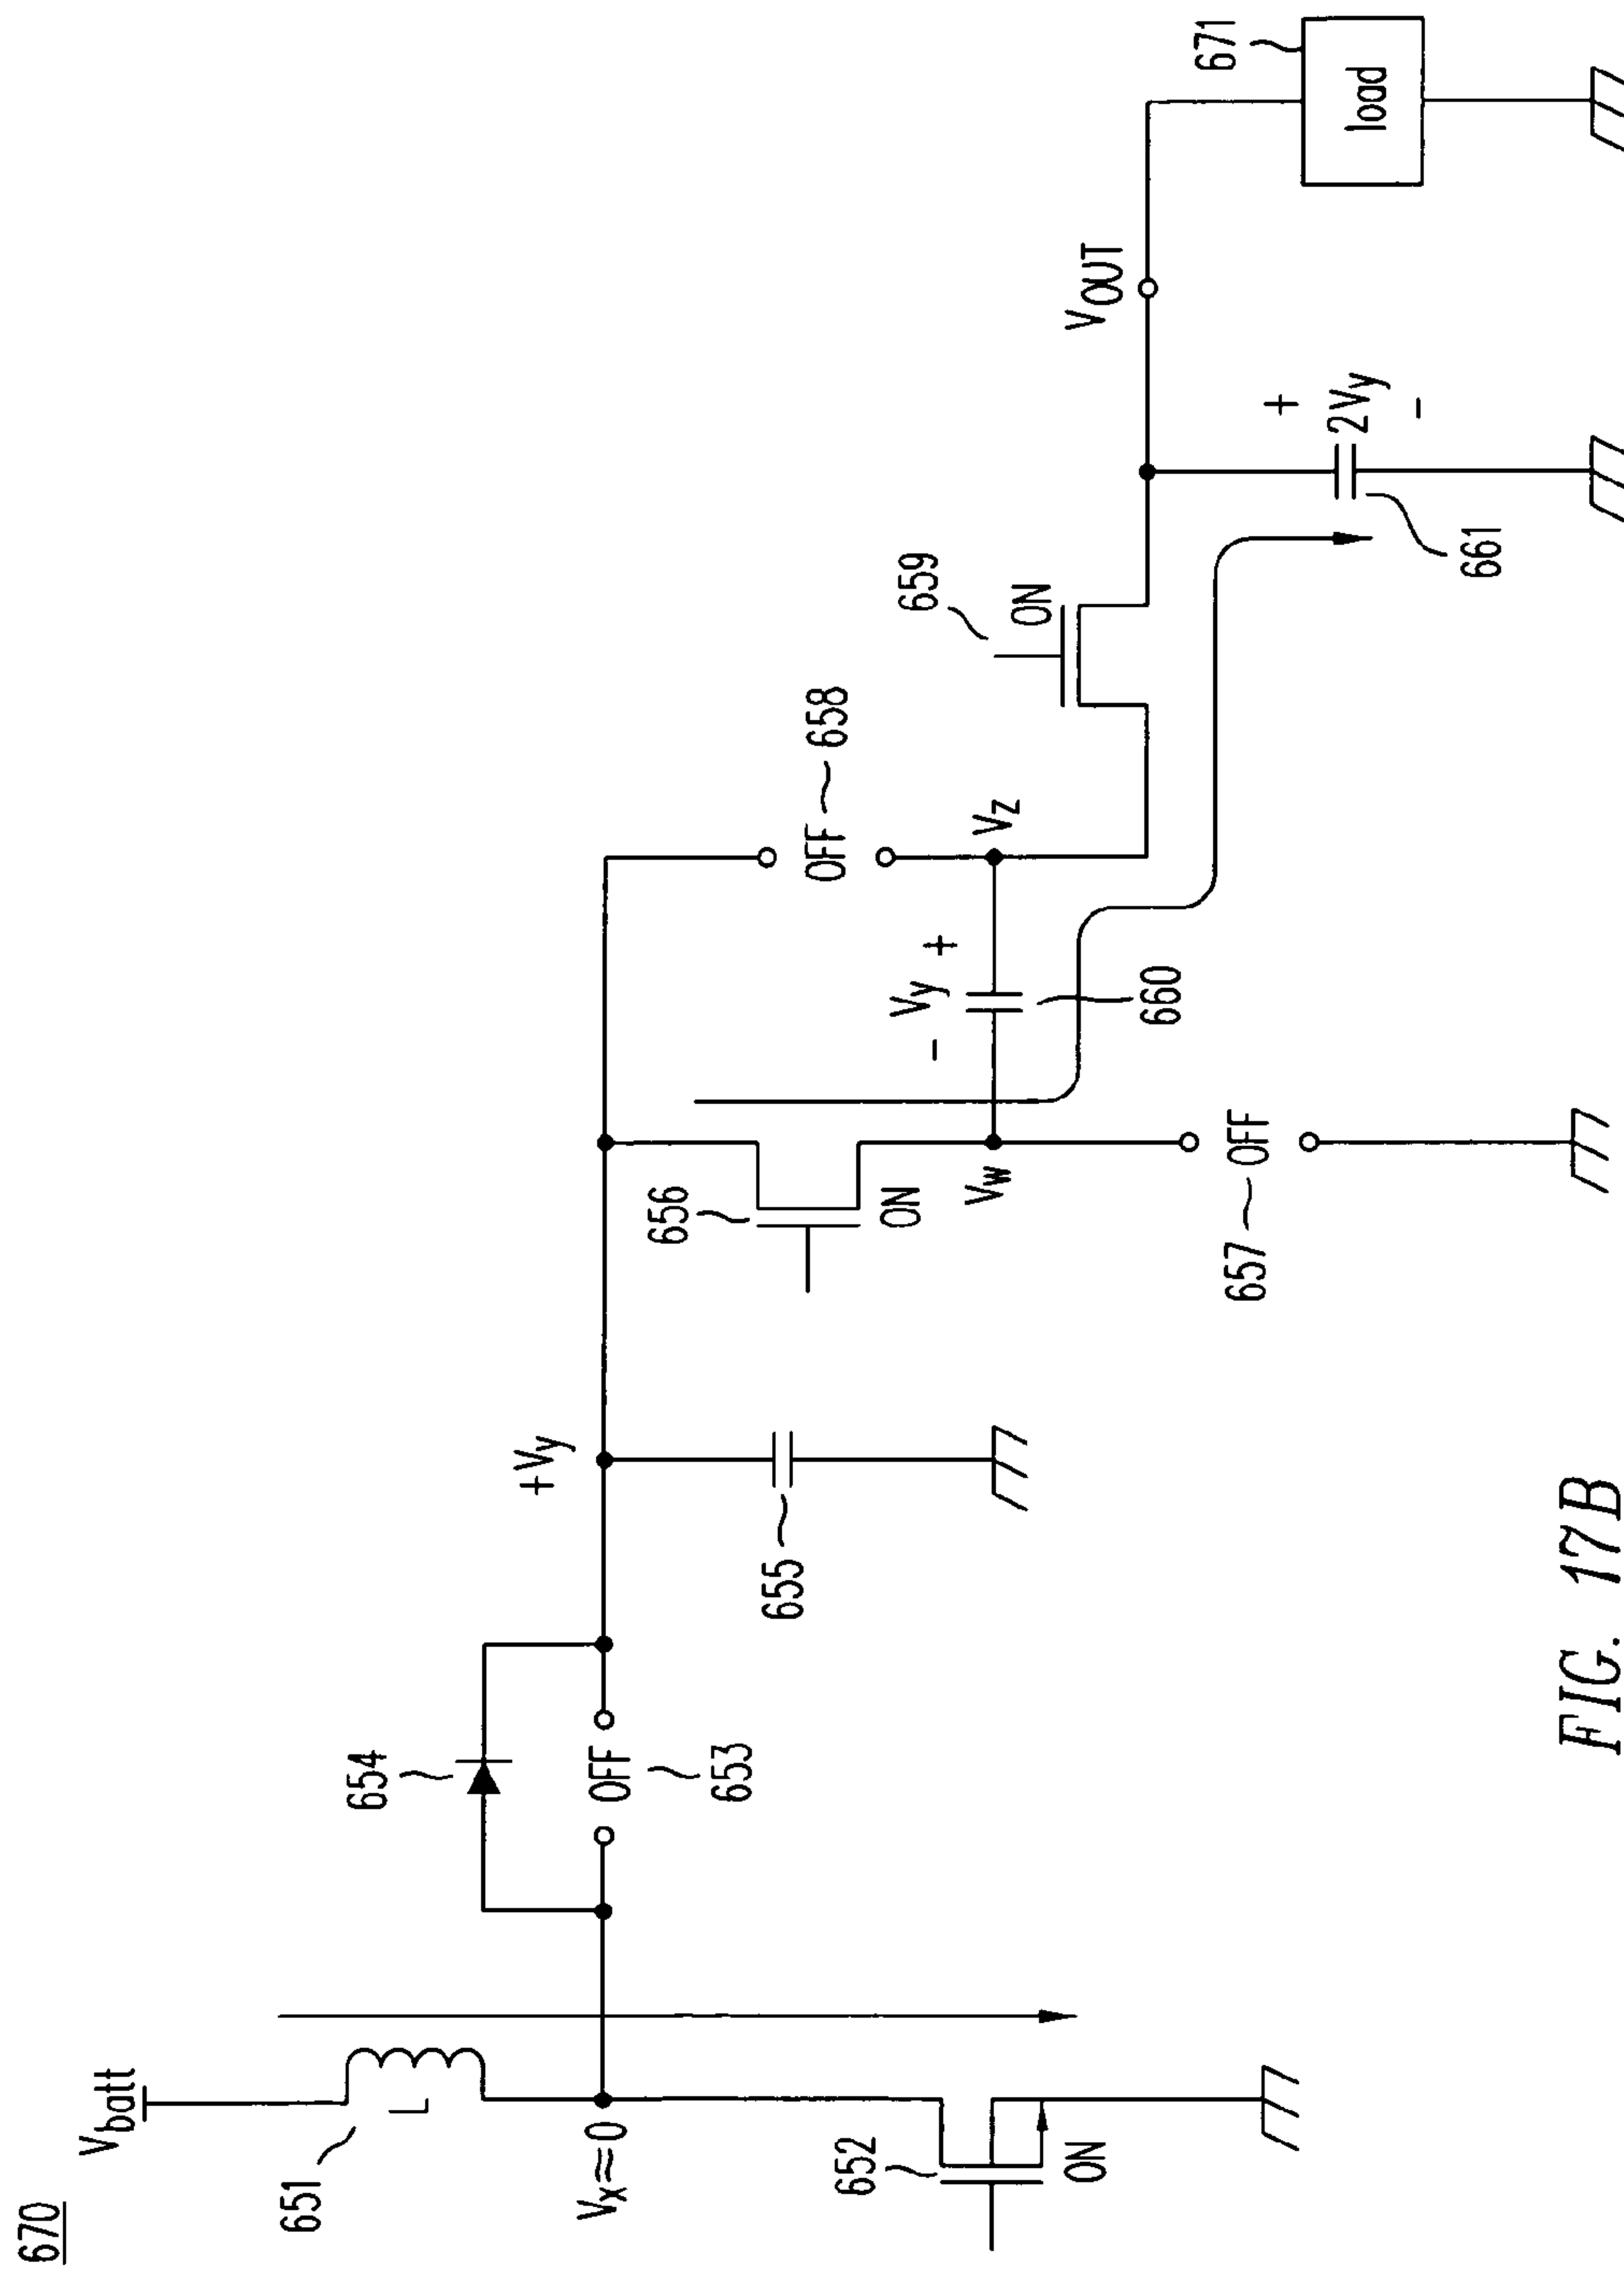 670
V_batt
651
L
V_x≈0
652
ON
654
OFF
653
+V_y
655
656
ON
V_w
657
OFF
- V_y +
660
OFF
658
V_z
659
ON
V_OUT
+
2V_y
-
661
671
load
FIG. 17B